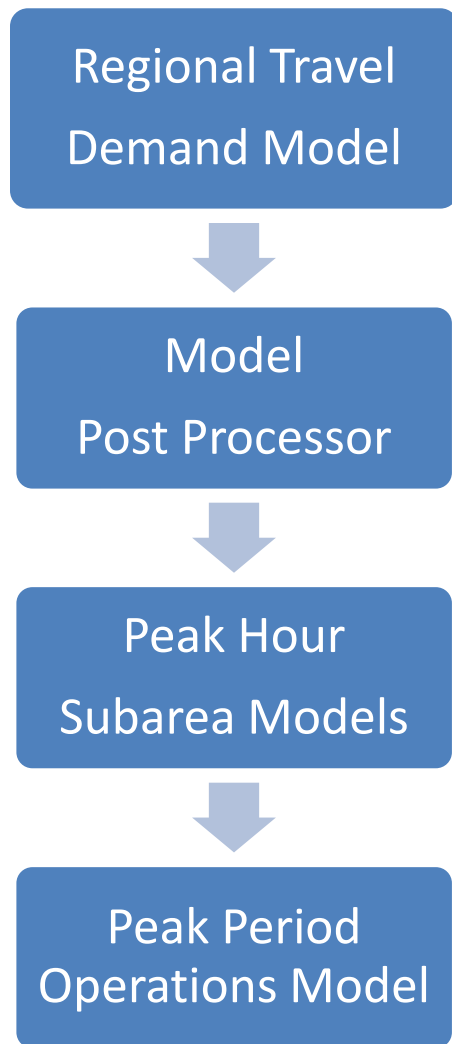 Regional Travel
Demand Model
Model
Post Processor
Peak Hour
Subarea Models
Peak Period
Operations Model